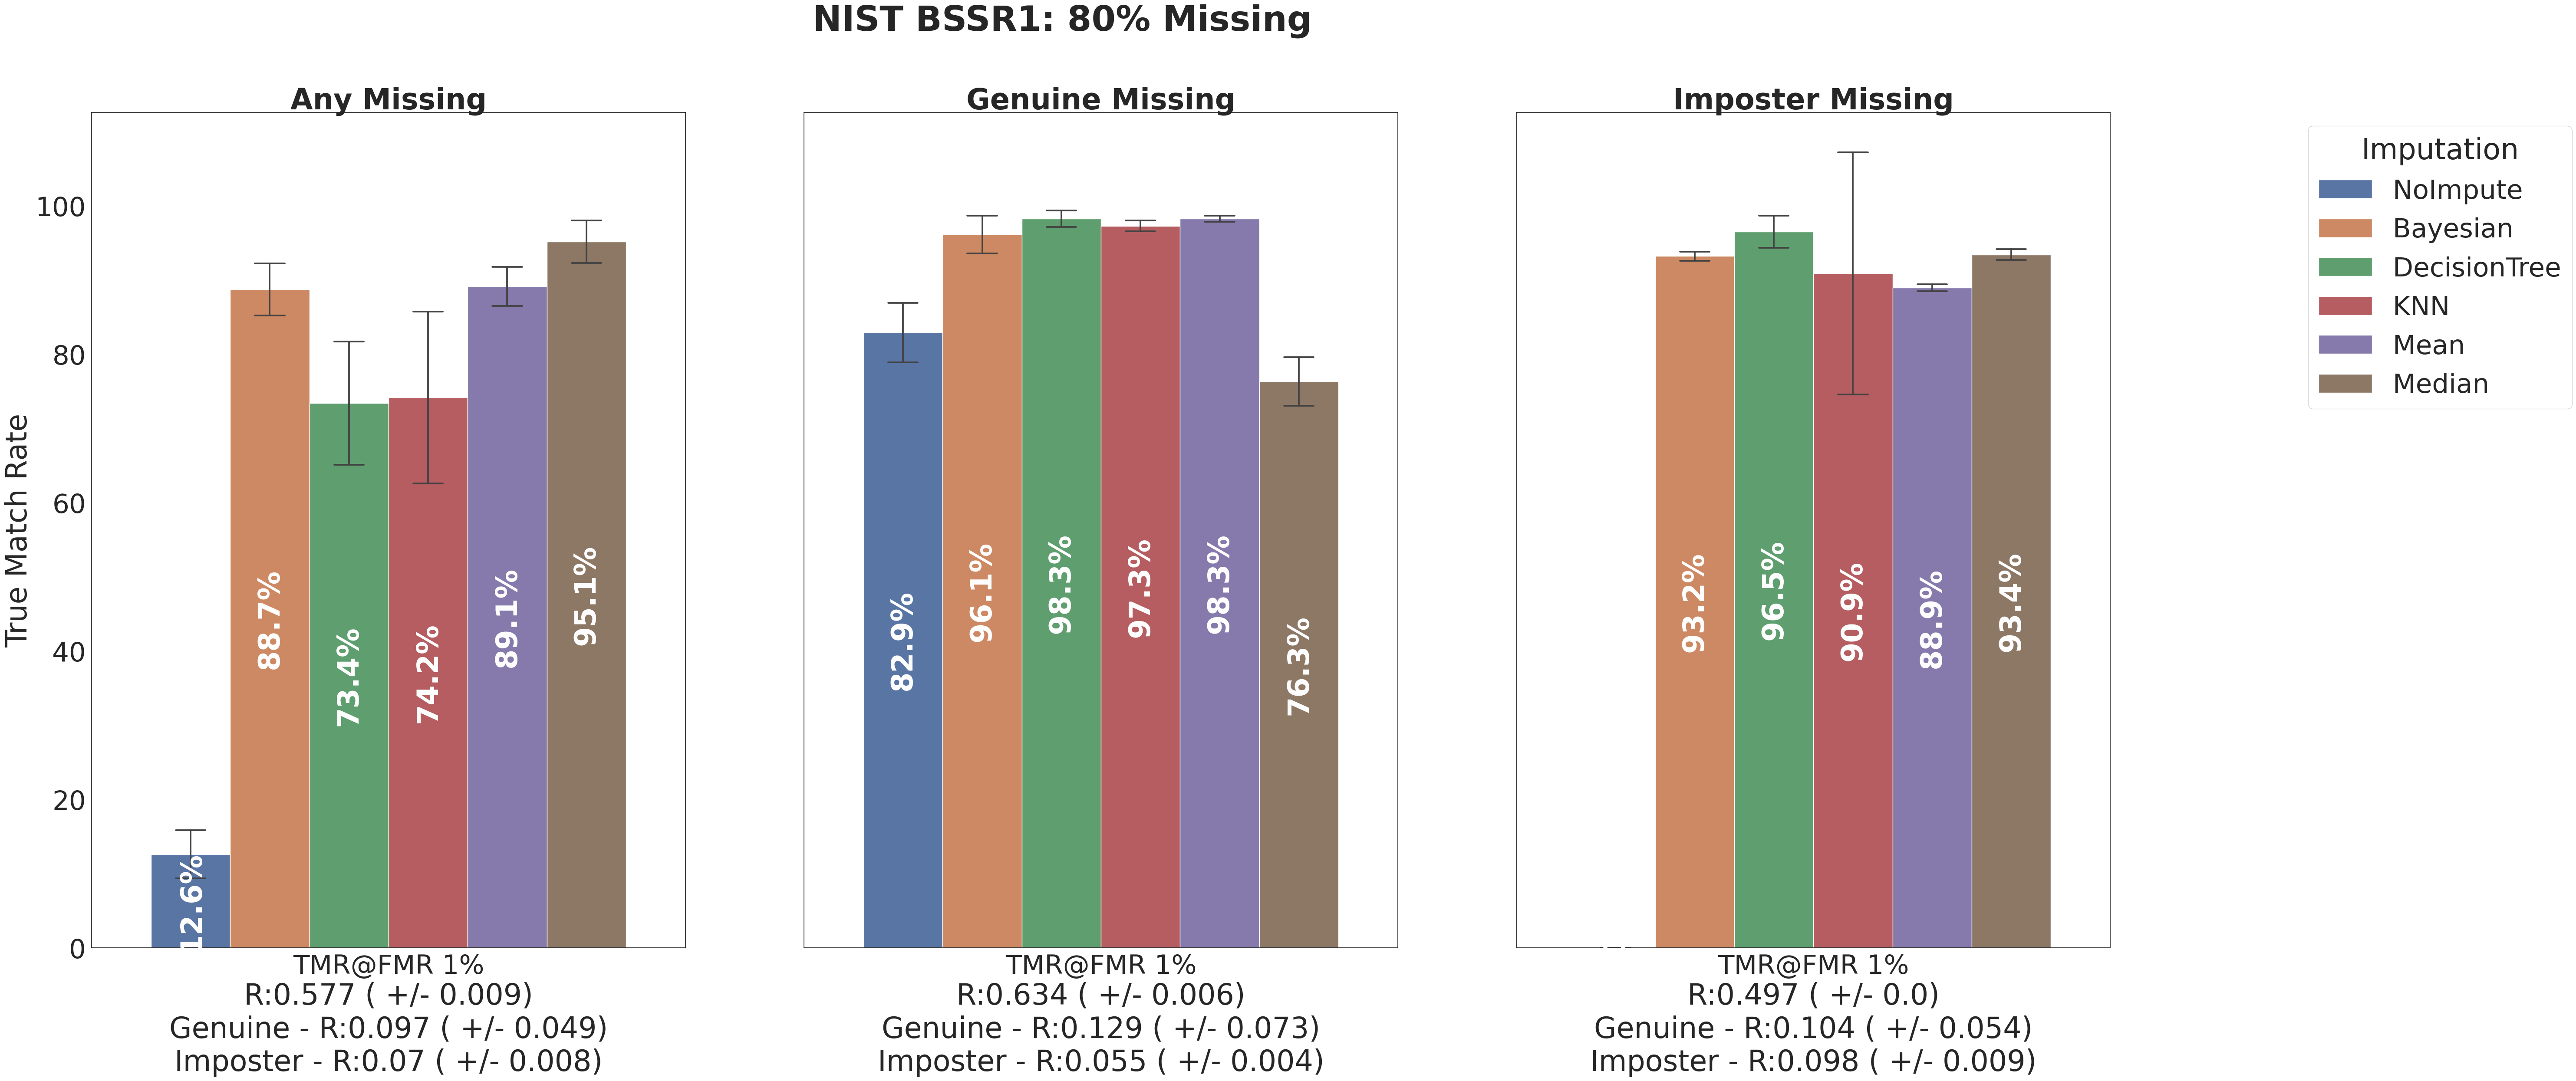 NIST BSSR1: 80% Missing
Any Missing
Genuine Missing
Imposter Missing
True Match Rate
100
80
60
40
20
0
12.6%
88.7%
73.4%
74.2%
89.1%
95.1%
82.9%
96.1%
98.3%
97.3%
98.3%
76.3%
93.2%
96.5%
90.9%
88.9%
93.4%
TMR@FMR 1%
R:0.577 ( +/- 0.009)
Genuine - R:0.097 ( +/- 0.049)
Imposter - R:0.07 ( +/- 0.008)
TMR@FMR 1%
R:0.634 ( +/- 0.006)
Genuine - R:0.129 ( +/- 0.073)
Imposter - R:0.055 ( +/- 0.004)
TMR@FMR 1%
R:0.497 ( +/- 0.0)
Genuine - R:0.104 ( +/- 0.054)
Imposter - R:0.098 ( +/- 0.009)
Imputation
NoImpute
Bayesian
DecisionTree
KNN
Mean
Median